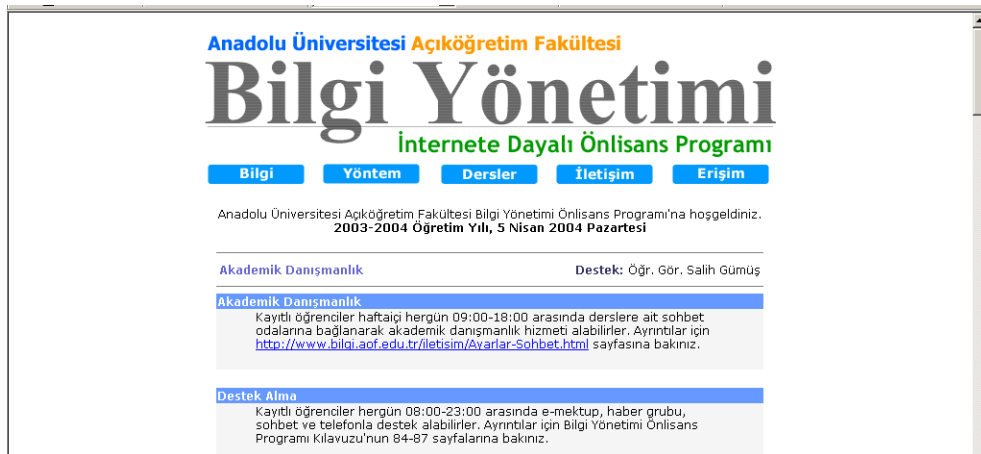 Anadolu Üniversitesi Açıköğretim Fakültesi
Bilgi Yönetimi
İnternete Dayalı Önlisans Programı
Bilgi Yöntem Dersler İletişim Erişim
Anadolu Üniversitesi Açıköğretim Fakültesi Bilgi Yönetimi Önlisans Programı'na hoşgeldiniz.
2003-2004 Öğretim Yılı, 5 Nisan 2004 Pazartesi
Akademik Danışmanlık Destek: Öğr. Gör. Salih Gümüş
Akademik Danışmanlık
Kayıtlı öğrenciler haftaiçi hergün 09:00-18:00 arasında derslere ait sohbet
odalarına bağlanarak akademik danışmanlık hizmeti alabilirler. Ayrıntılar için
http://www.bilgi.aof.edu.tr/iletisim/Ayarlar-Sohbet.html sayfasına bakınız.
Destek Alma
Kayıtlı öğrenciler hergün 08:00-23:00 arasında e-mektup, haber grubu,
sohbet ve telefonla destek alabilirler. Ayrıntılar için Bilgi Yönetimi Önlisans
Programı Kılavuzu'nun 84-87 sayfalarına bakınız.